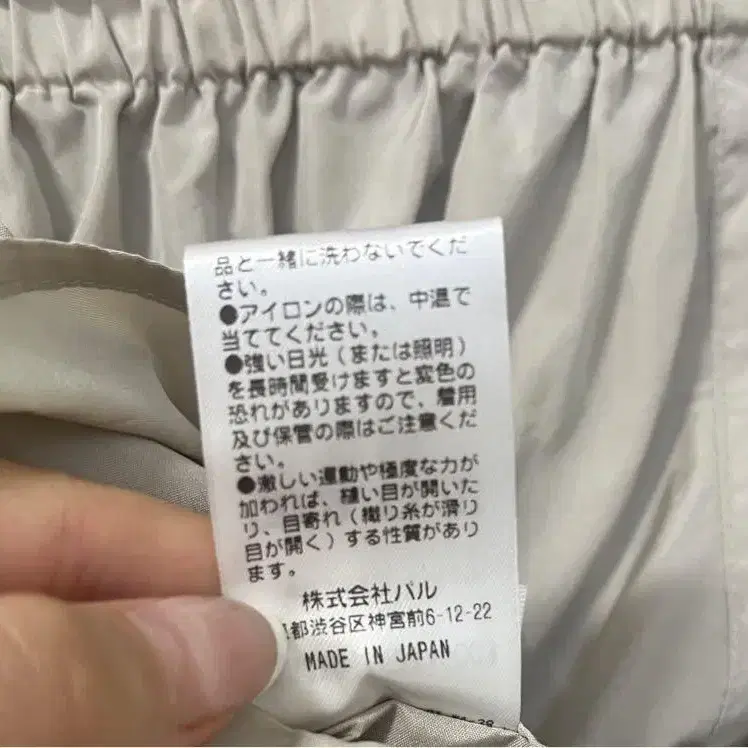 品と一緒に洗わないでくだ
さい。
●アイロンの際は、中温で
当ててください。
●強い日光(または照明)
を長時間受けますと変色の
恐れがありますので、着用
及び保管の際はご注意くだ
さい。
●激しい運動や極度な力が
加われば、縫い目が開いた
り、目寄れ(織り糸が滑り
目が開く)する性質があり
ます。
株式会社パル
都渋谷区神宮前6-12-22
MADE IN JAPAN